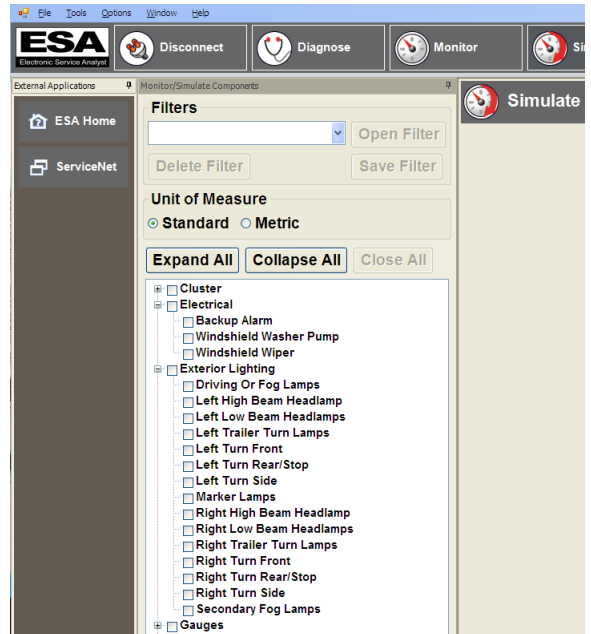 File Tools Options Window Help
ESA
Electronic Service Analyst
Disconnect
Diagnose
Monitor
Si
External Applications
Monitor/Simulate Components
ESA Home
ServiceNet
Filters
Open Filter
Delete Filter
Save Filter
Unit of Measure
Standard Metric
Expand All Collapse All Close All
Cluster
Electrical
Backup Alarm
Windshield Washer Pump
Windshield Wiper
Exterior Lighting
Driving Or Fog Lamps
Left High Beam Headlamp
Left Low Beam Headlamps
Left Trailer Turn Lamps
Left Turn Front
Left Turn Rear/Stop
Left Turn Side
Marker Lamps
Right High Beam Headlamp
Right Low Beam Headlamps
Right Trailer Turn Lamps
Right Turn Front
Right Turn Rear/Stop
Right Turn Side
Secondary Fog Lamps
Gauges
Simulate